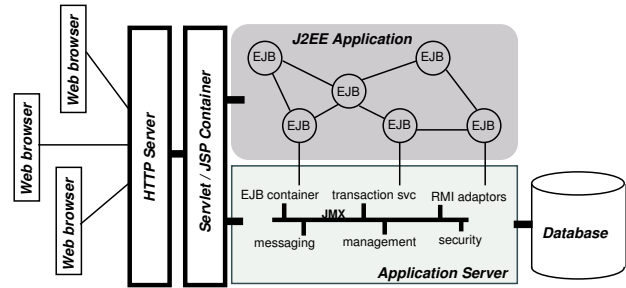 Web browser
Web browser
Web browser
HTTP Server
Servlet / JSP Container
J2EE Application
EJB
EJB
EJB
EJB
EJB
EJB
EJB container
transaction svc
RMI adaptors
JMX
messaging
management
security
Application Server
Database